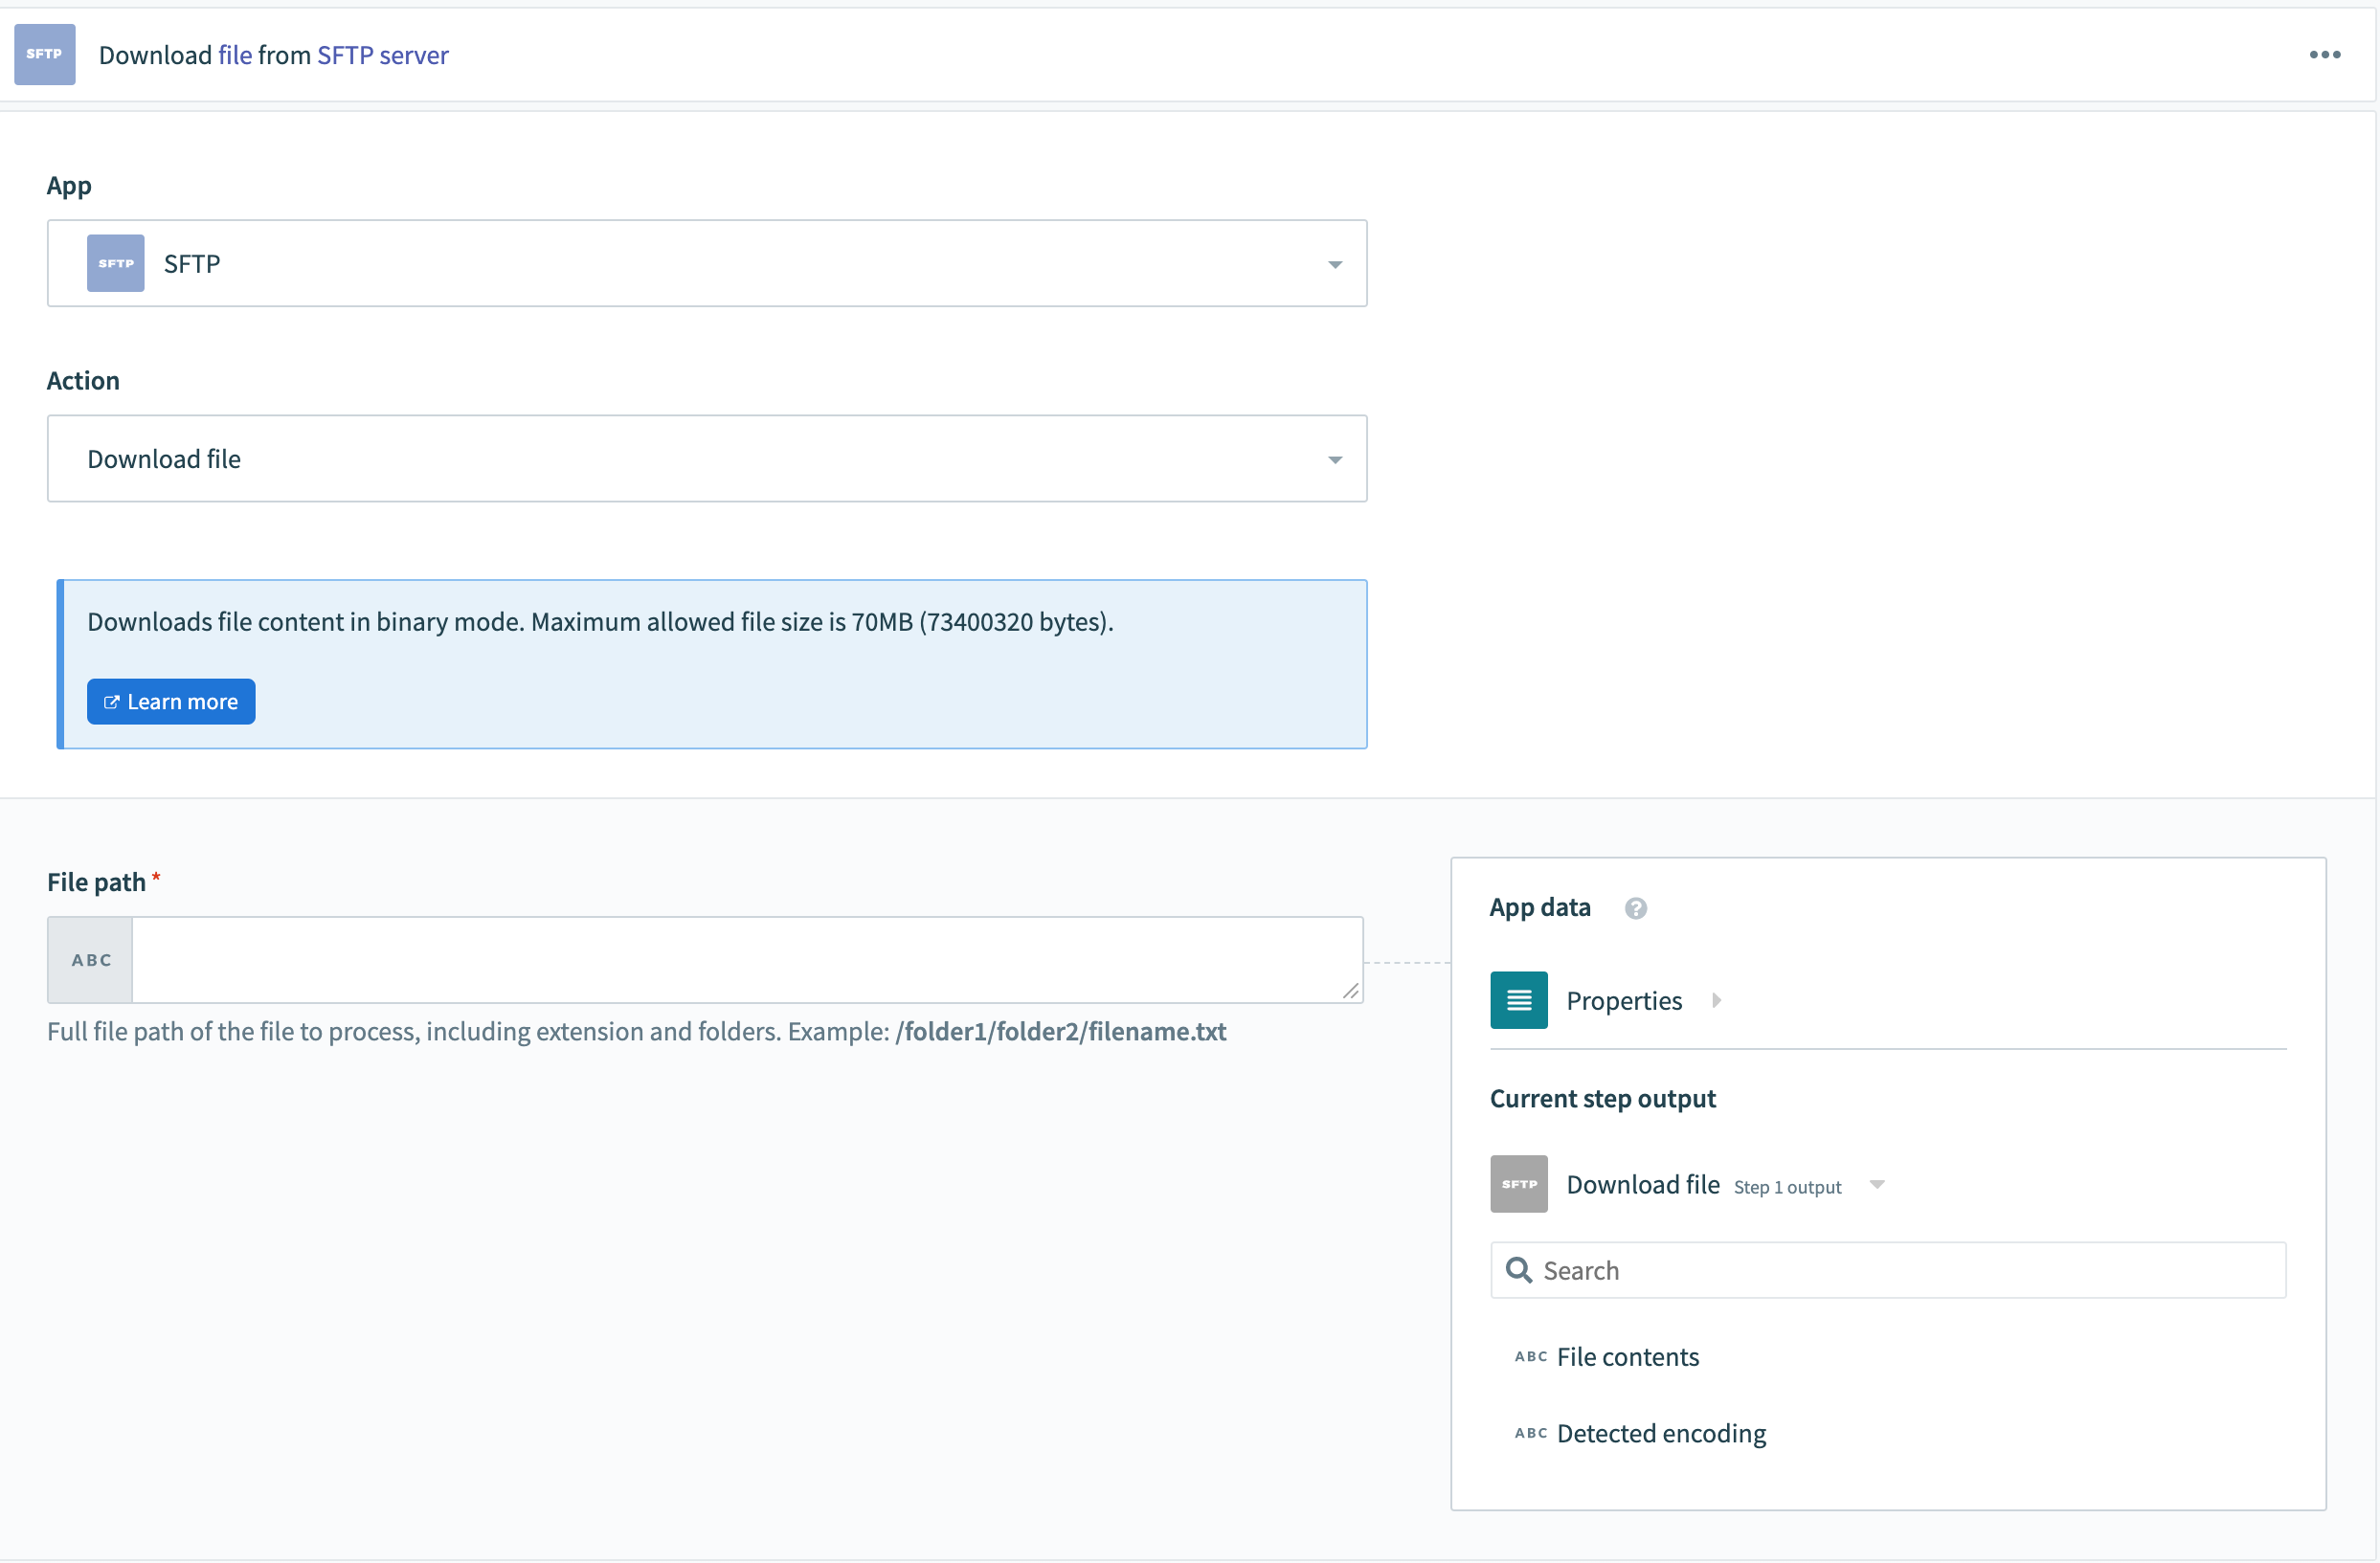 SFTP Download file from SFTP server
App
SFTP SFTP
Action
Download file
Downloads file content in binary mode. Maximum allowed file size is 70MB (73400320 bytes).
Learn more
File path *
ABC
Full file path of the file to process, including extension and folders. Example: /folder1/folder2/filename.txt
App data ?
Properties
Current step output
SFTP Download file Step 1 output
Search
ABC File contents
ABC Detected encoding